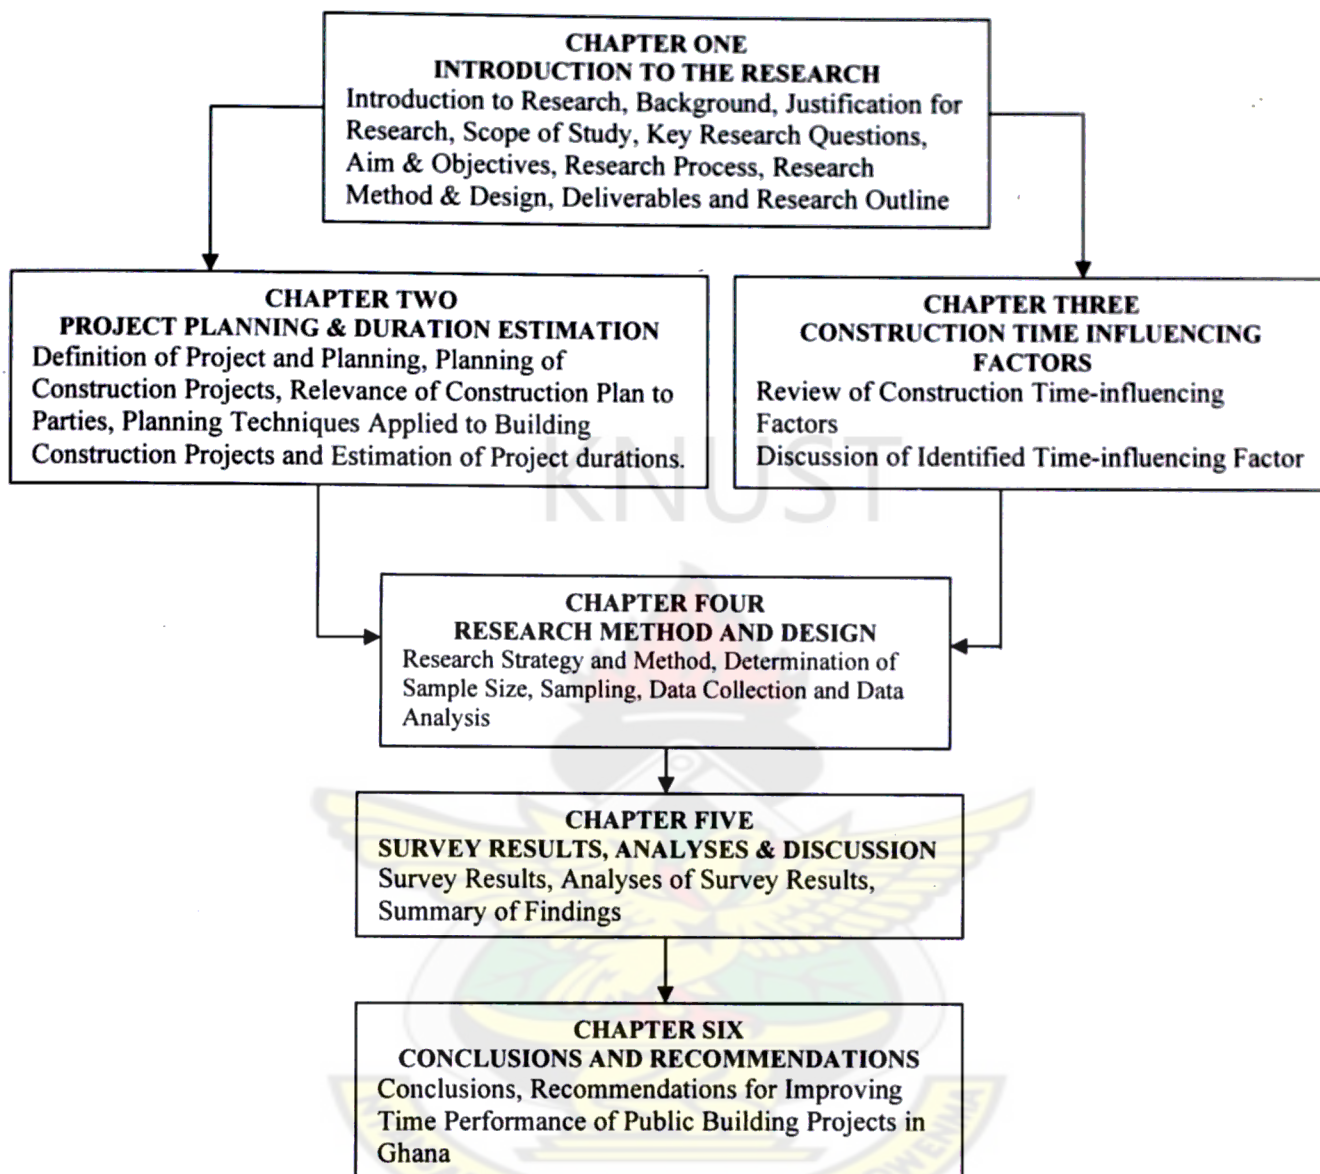 CHAPTER ONE
INTRODUCTION TO THE RESEARCH
Introduction to Research, Background, Justification for
Research, Scope of Study, Key Research Questions,
Aim & Objectives, Research Process, Research
Method & Design, Deliverables and Research Outline
CHAPTER TWO
PROJECT PLANNING & DURATION ESTIMATION
Definition of Project and Planning, Planning of
Construction Projects, Relevance of Construction Plan to
Parties, Planning Techniques Applied to Building
Construction Projects and Estimation of Project durations.
CHAPTER THREE
CONSTRUCTION TIME INFLUENCING
FACTORS
Review of Construction Time-influencing
Factors
Discussion of Identified Time-influencing Factor
KNUST
CHAPTER FOUR
RESEARCH METHOD AND DESIGN
Research Strategy and Method, Determination of
Sample Size, Sampling, Data Collection and Data
Analysis
CHAPTER FIVE
SURVEY RESULTS, ANALYSES & DISCUSSION
Survey Results, Analyses of Survey Results,
Summary of Findings
CHAPTER SIX
CONCLUSIONS AND RECOMMENDATIONS
Conclusions, Recommendations for Improving
Time Performance of Public Building Projects in
Ghana